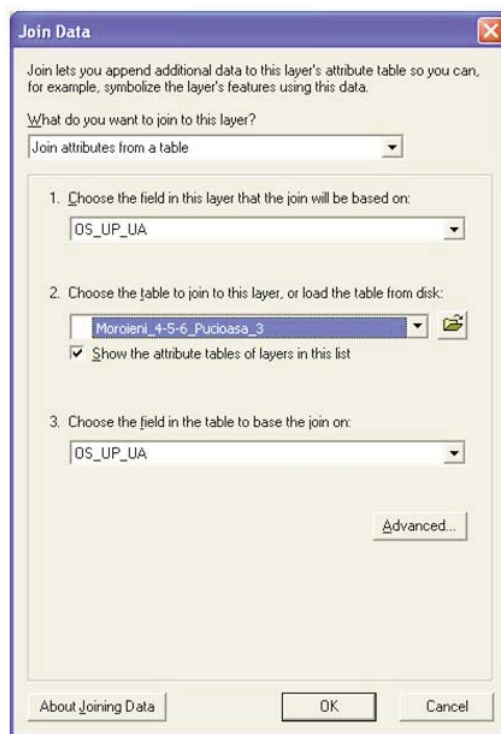 Join Data
Join lets you append additional data to this layer's attribute table so you can,
for example, symbolize the layer's features using this data.
What do you want to join to this layer?
Join attributes from a table
1. Choose the field in this layer that the join will be based on:
OS_UP_UA
2. Choose the table to join to this layer, or load the table from disk:
Moroieni_4-5-6_Pucioasa_3
Show the attribute tables of layers in this list
3. Choose the field in the table to base the join on:
OS_UP_UA
Advanced...
About Joining Data OK Cancel